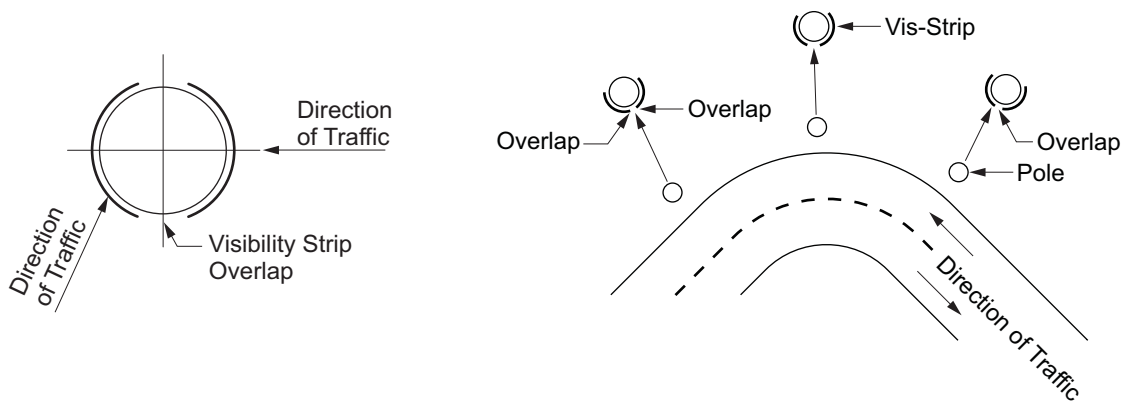 Direction
of Traffic
Direction
of Traffic
Visibility Strip
Overlap
Vis-Strip
Overlap
Overlap
Overlap
Pole
Direction of Traffic